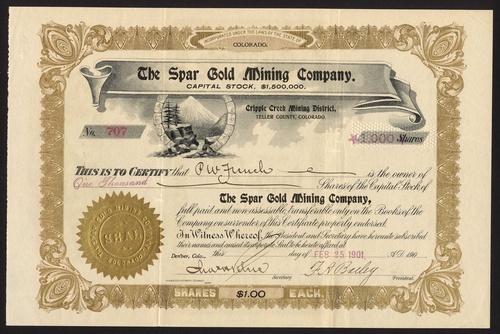 INCORPORATED UNDER THE LAWS OF THE STATE OF
COLORADO.
The Spar Gold Mining Company.
CAPITAL STOCK, $1,500,000.
Cripple Creek Mining District,
TELLER COUNTY, COLORADO.
No. 707
1,000 Shares
THIS IS TO CERTIFY that P W French is the owner of
One Thousand Shares of the Capital Stock of
The Spar Gold Mining Company,
full paid and non-assessable, transferable only on the Books of the
Company on surrender of this Certificate properly endorsed.
In Witness Whereof, the President and Secretary have hereunto subscribed
their names and caused its corporate Seal to be hereto affixed at
Denver, Colo., this day of FEB 25 1901, A.D. 190
Secretary President
SEAL
SHARES $1.00 EACH.